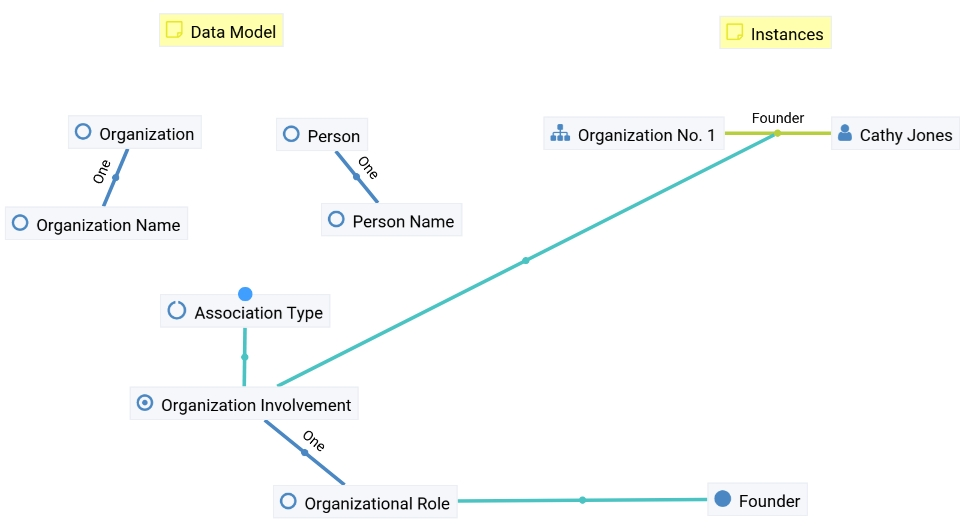 Data Model
Instances
Organization
Person
Founder
Organization No. 1
Cathy Jones
One
One
Organization Name
Person Name
Association Type
Organization Involvement
One
Organizational Role
Founder